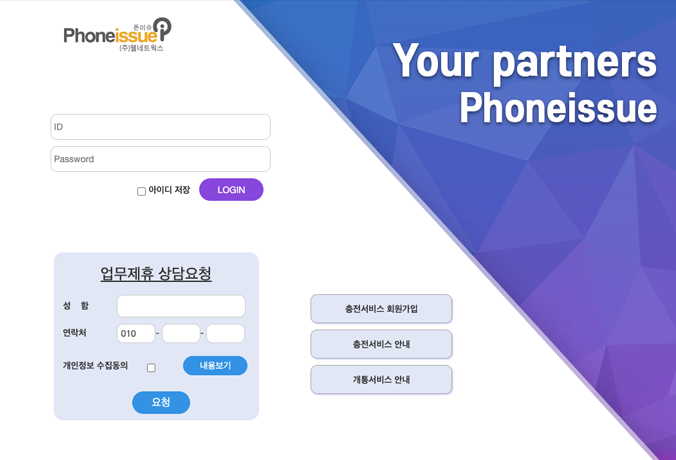 폰이슈
Phoneissue
(주)웰네트웍스
Your partners
Phoneissue
ID
Password
아이디 저장
LOGIN
업무제휴 상담요청
성 함
연락처
010 - -
개인정보 수집동의
내용보기
요청
충전서비스 회원가입
충전서비스 안내
개통서비스 안내